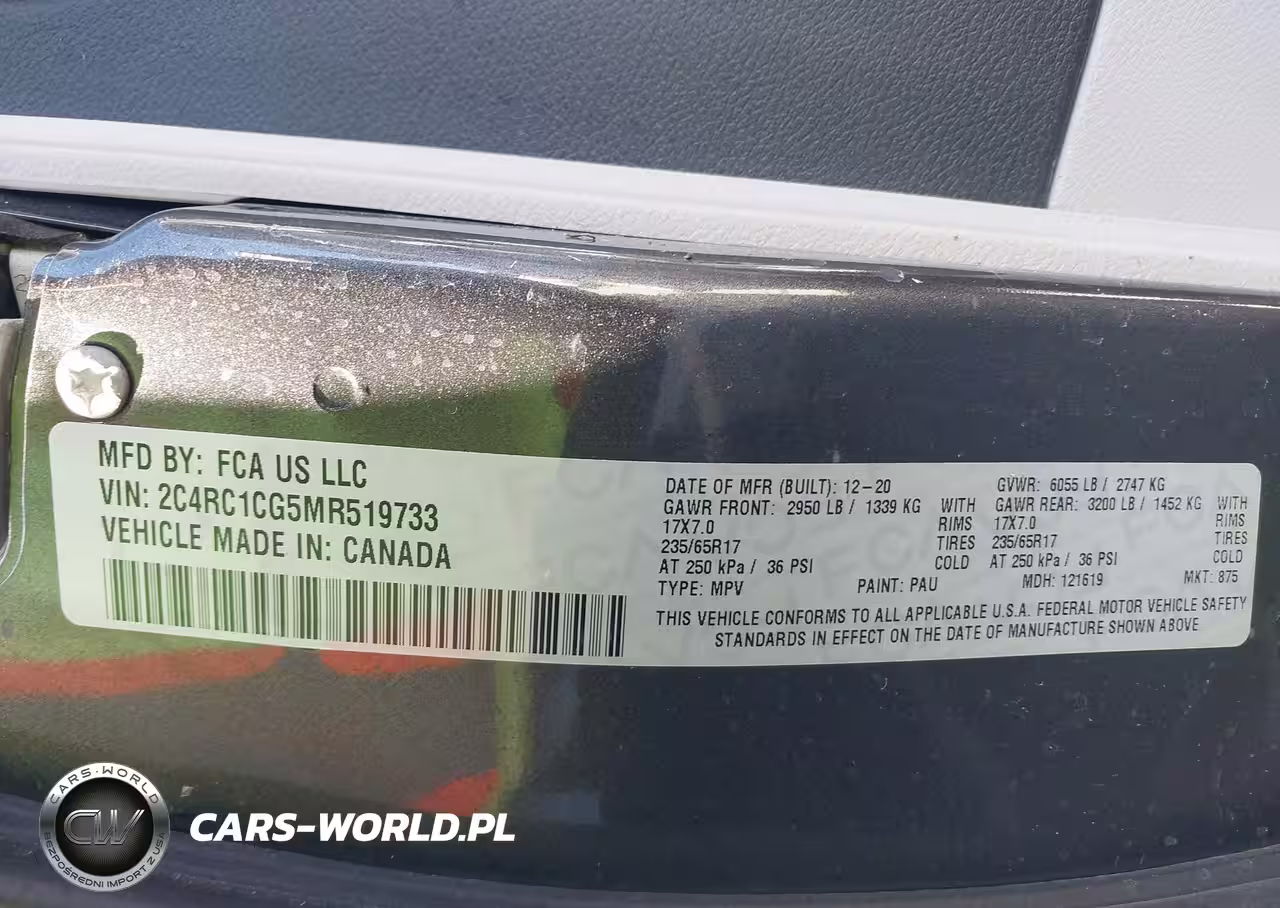 MFD BY: FCA US LLC
VIN: 2C4RC1CG5MR519733
VEHICLE MADE IN: CANADA
DATE OF MFR (BUILT): 12-20 GVWR: 6055 LB / 2747 KG
GAWR FRONT: 2950 LB / 1339 KG WITH GAWR REAR: 3200 LB / 1452 KG WITH
17X7.0 RIMS 17X7.0 RIMS
235/65R17 TIRES 235/65R17 TIRES
AT 250 kPa / 36 PSI COLD AT 250 kPa / 36 PSI COLD
TYPE: MPV PAINT: PAU MDH: 121619 MKT: 875
THIS VEHICLE CONFORMS TO ALL APPLICABLE U.S.A. FEDERAL MOTOR VEHICLE SAFETY
STANDARDS IN EFFECT ON THE DATE OF MANUFACTURE SHOWN ABOVE
CARS-WORLD
CW
BEZPOŚREDNI IMPORT Z USA
CARS-WORLD.PL